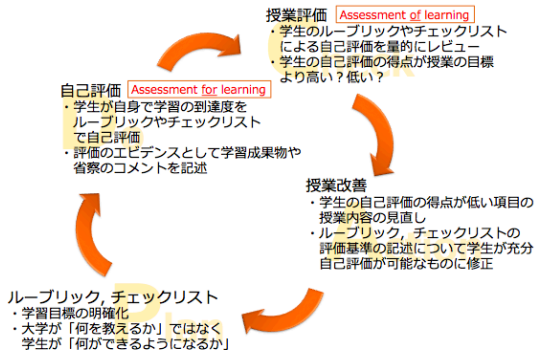 授業評価 Assessment of learning
・学生のルーブリックやチェックリスト
による自己評価を量的にレビュー
・学生の自己評価の得点が授業の目標
より高い？低い？
自己評価 Assessment for learning
・学生が自身で学習の到達度を
ルーブリックやチェックリスト
で自己評価
・評価のエビデンスとして学習成果物や
省察のコメントを記述
授業改善
・学生の自己評価の得点が低い項目の
授業内容の見直し
・ルーブリック, チェックリストの
評価基準の記述について学生が充分
自己評価が可能なものに修正
ルーブリック, チェックリスト
・学習目標の明確化
・大学が「何を教えるか」ではなく
学生が「何ができるようになるか」
Plan